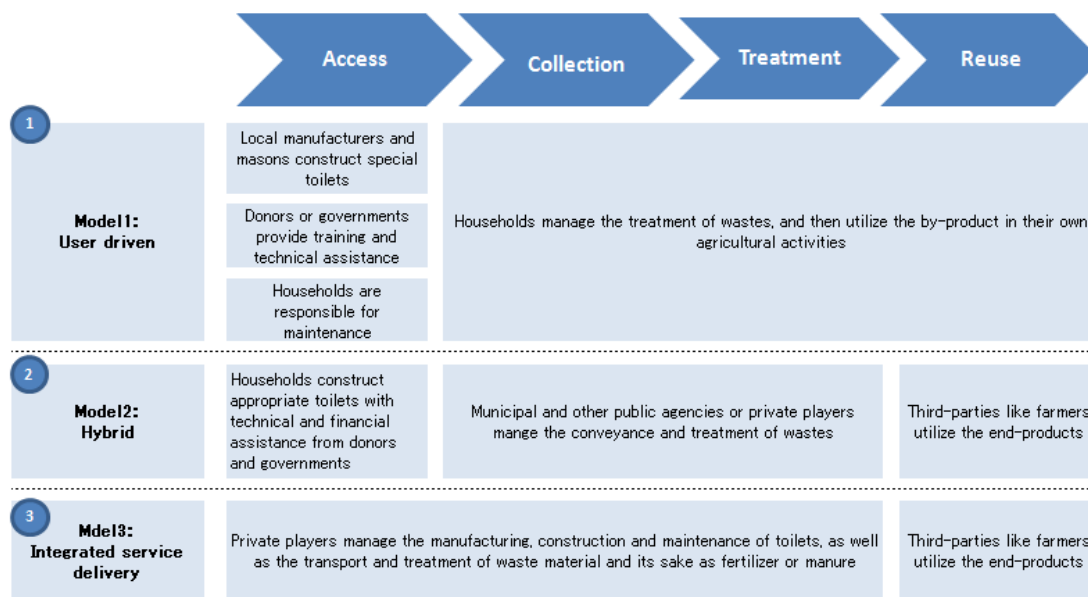 Access
Collection
Treatment
Reuse
1
Model1:
User driven
Local manufacturers and
masons construct special
toilets
Donors or governments
provide training and
technical assistance
Households are
responsible for
maintenance
Households manage the treatment of wastes, and then utilize the by-product in their own
agricultural activities
2
Model2:
Hybrid
Households construct
appropriate toilets with
technical and financial
assistance from donors
and governments
Municipal and other public agencies or private players
mange the conveyance and treatment of wastes
Third-parties like farmers
utilize the end-products
3
Mdel3:
Integrated service
delivery
Private players manage the manufacturing, construction and maintenance of toilets, as well
as the transport and treatment of waste material and its sake as fertilizer or manure
Third-parties like farmers
utilize the end-products